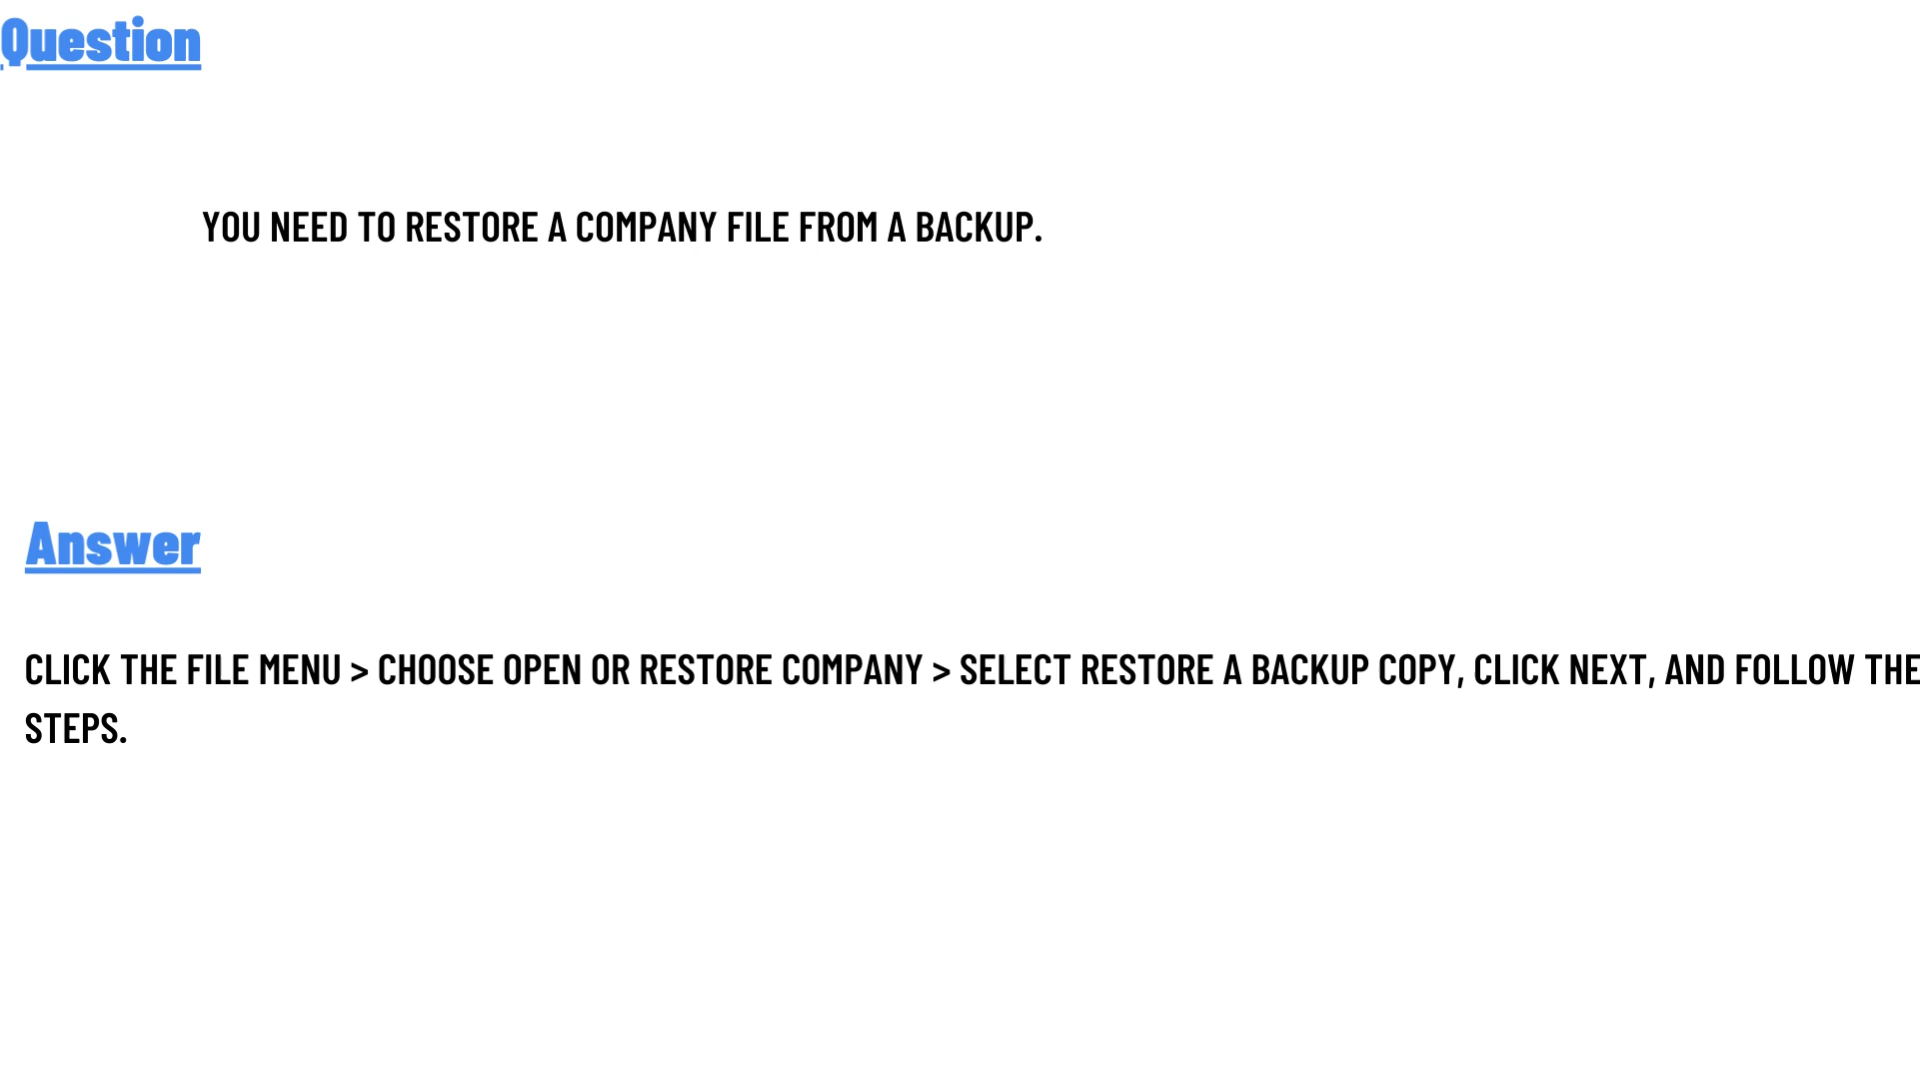 Question
YOU NEED TO RESTORE A COMPANY FILE FROM A BACKUP.
Answer
CLICK THE FILE MENU > CHOOSE OPEN OR RESTORE COMPANY > SELECT RESTORE A BACKUP COPY, CLICK NEXT, AND FOLLOW THE
STEPS.